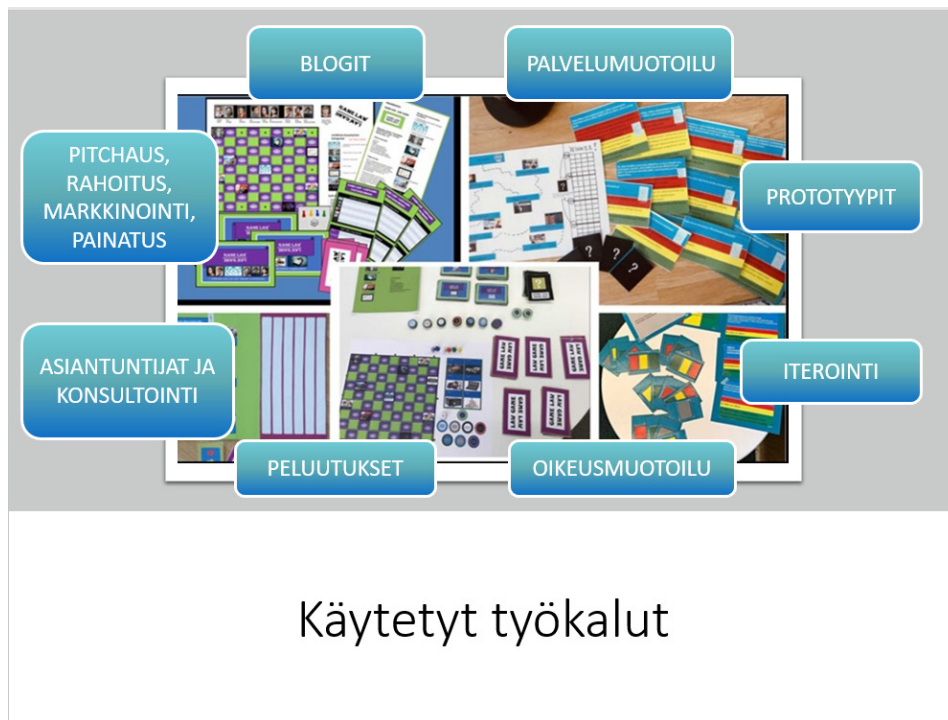 BLOGIT
PALVELUMUOTOILU
PITCHAUS,
RAHOITUS,
MARKKINOINTI,
PAINATUS
PROTOTYYPIT
ASIANTUNTIJAT JA
KONSULTOINTI
ITEROINTI
PELUUTUKSET
OIKEUSMUOTOILU
Käytetyt työkalut